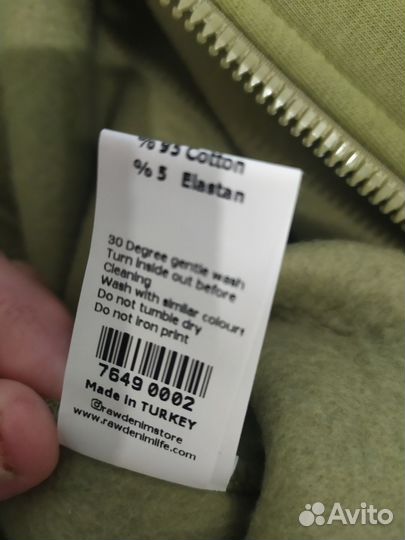 % 95 Cotton
% 5 Elastan
30 Degree gentle wash
Turn inside out before
Cleaning
Wash with similar colours
Do not tumble dry
Do not iron print
7649 0002
Made in TURKEY
@rawdenimstore
www.rawdenimlife.com
Avito